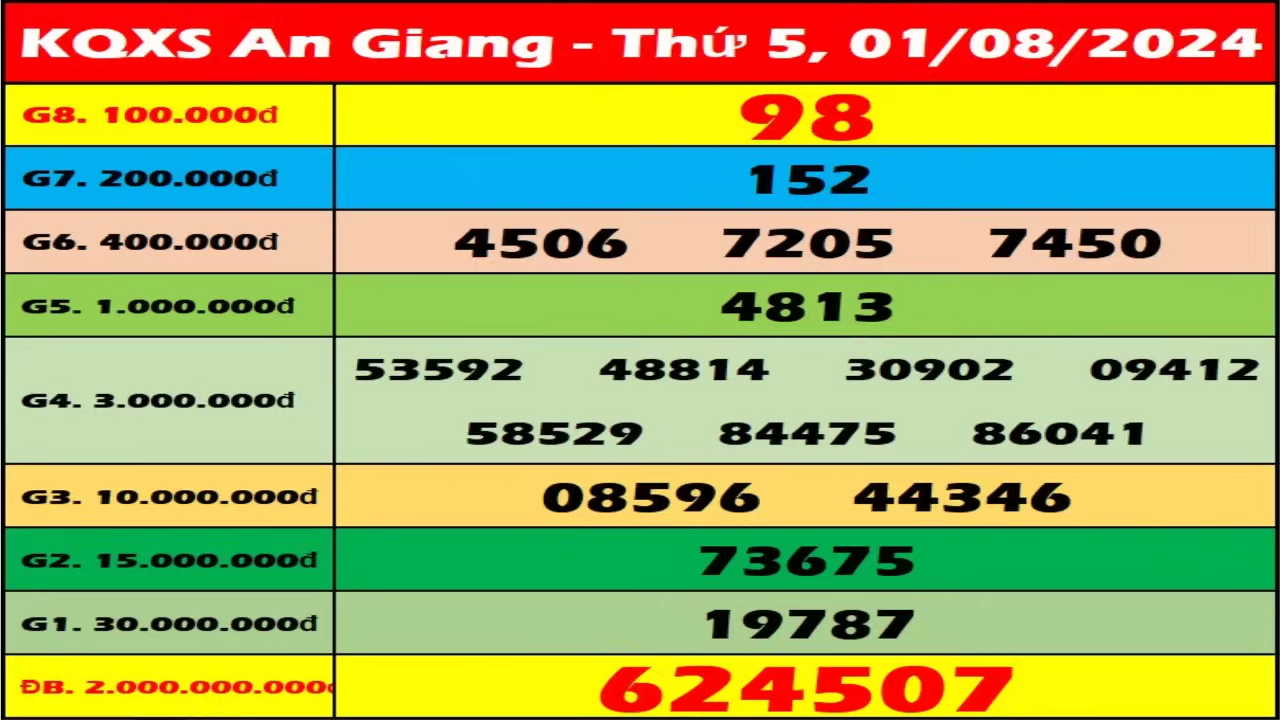 KQXS An Giang - Thứ 5, 01/08/2024
G8. 100.000đ 98
G7. 200.000đ 152
G6. 400.000đ 4506 7205 7450
G5. 1.000.000đ 4813
G4. 3.000.000đ 53592 48814 30902 09412
58529 84475 86041
G3. 10.000.000đ 08596 44346
G2. 15.000.000đ 73675
G1. 30.000.000đ 19787
ĐB. 2.000.000.000đ 624507